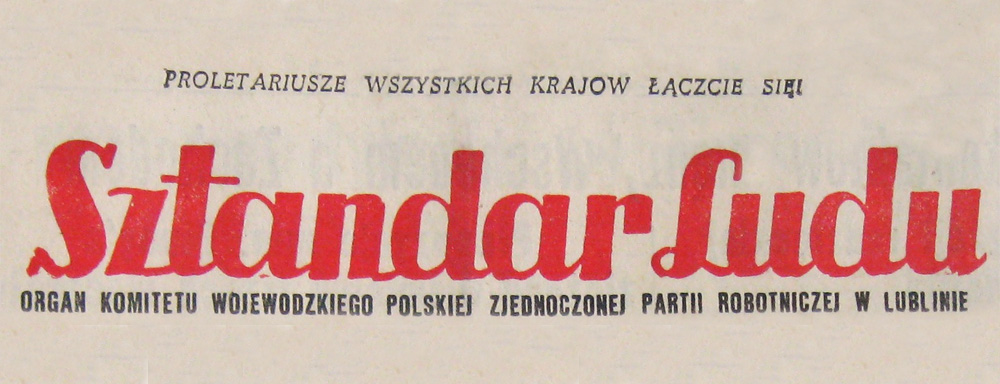 PROLETARIUSZE WSZYSTKICH KRAJOW ŁĄCZCIE SIĘ!
Sztandar Ludu
ORGAN KOMITETU WOJEWODZKIEGO POLSKIEJ ZJEDNOCZONEJ PARTII ROBOTNICZEJ W LUBLINIE